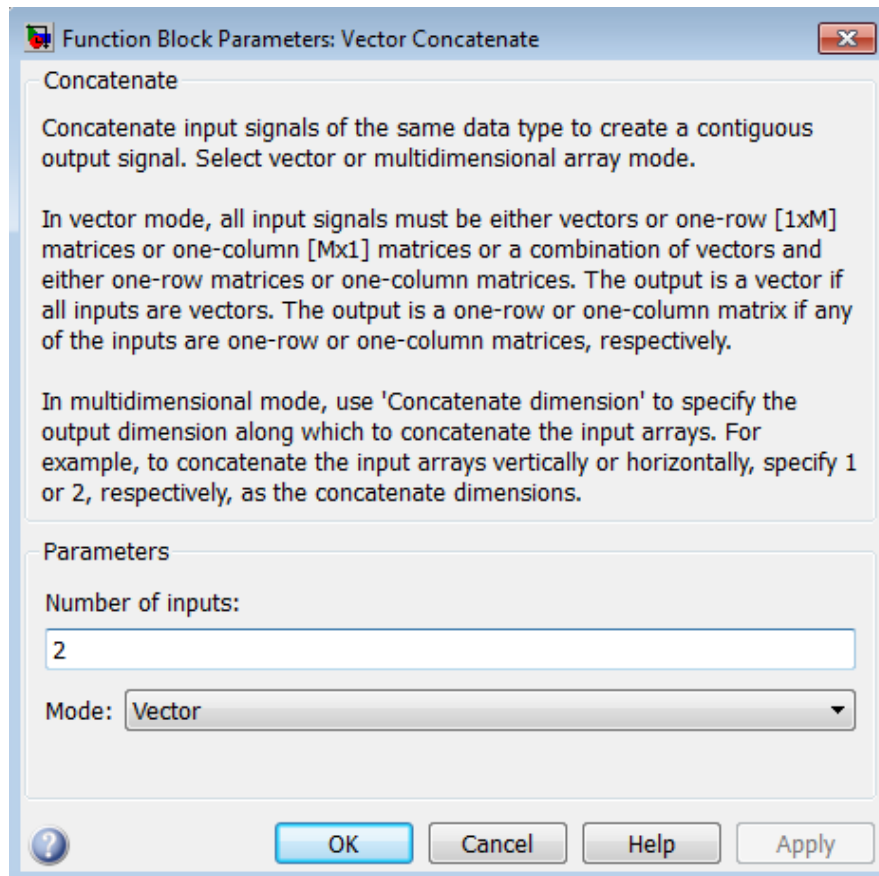 Function Block Parameters: Vector Concatenate
Concatenate
Concatenate input signals of the same data type to create a contiguous
output signal. Select vector or multidimensional array mode.
In vector mode, all input signals must be either vectors or one-row [1xM]
matrices or one-column [Mx1] matrices or a combination of vectors and
either one-row matrices or one-column matrices. The output is a vector if
all inputs are vectors. The output is a one-row or one-column matrix if any
of the inputs are one-row or one-column matrices, respectively.
In multidimensional mode, use 'Concatenate dimension' to specify the
output dimension along which to concatenate the input arrays. For
example, to concatenate the input arrays vertically or horizontally, specify 1
or 2, respectively, as the concatenate dimensions.
Parameters
Number of inputs:
2
Mode: Vector
OK Cancel Help Apply